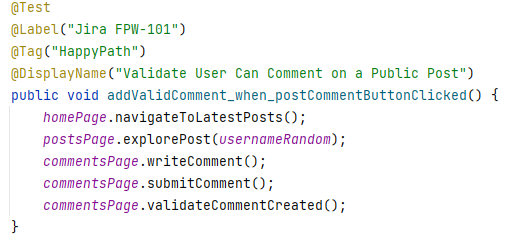 @Test
@Label("Jira FPW-101")
@Tag("HappyPath")
@DisplayName("Validate User Can Comment on a Public Post")
public void addValidComment_when_postCommentButtonClicked() {
    homePage.navigateToLatestPosts();
    postsPage.explorePost(usernameRandom);
    commentsPage.writeComment();
    commentsPage.submitComment();
    commentsPage.validateCommentCreated();
}